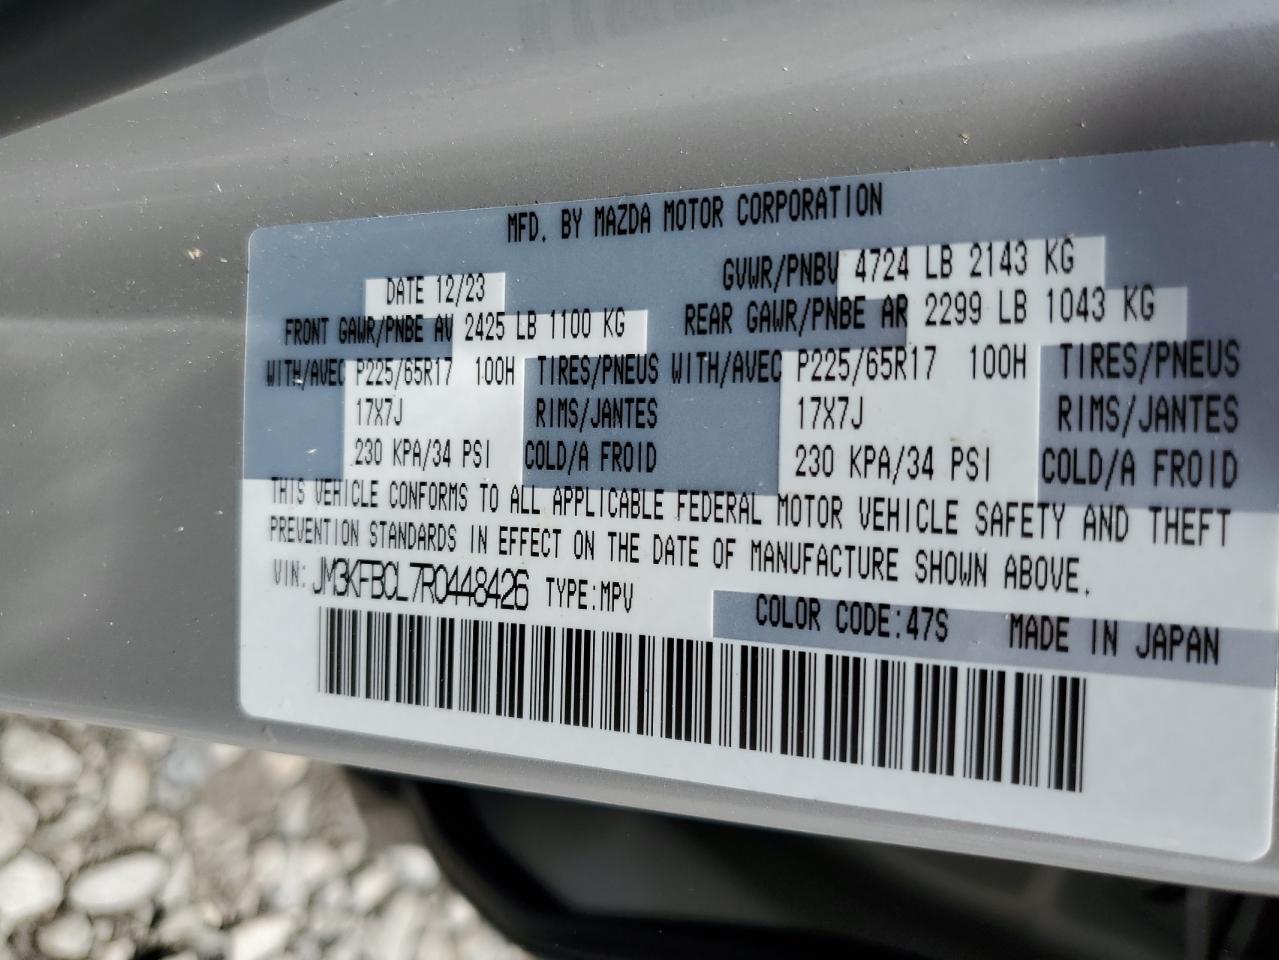 MFD. BY MAZDA MOTOR CORPORATION
DATE 12/23 GVWR/PNBV 4724 LB 2143 KG
FRONT GAWR/PNBE AV 2425 LB 1100 KG REAR GAWR/PNBE AR 2299 LB 1043 KG
WITH/AVEC P225/65R17 100H TIRES/PNEUS WITH/AVEC P225/65R17 100H TIRES/PNEUS
17X7J RIMS/JANTES 17X7J RIMS/JANTES
230 KPA/34 PSI COLD/A FROID 230 KPA/34 PSI COLD/A FROID
THIS VEHICLE CONFORMS TO ALL APPLICABLE FEDERAL MOTOR VEHICLE SAFETY AND THEFT
PREVENTION STANDARDS IN EFFECT ON THE DATE OF MANUFACTURE SHOWN ABOVE.
VIN: JM3KFBCL7R0448426 TYPE:MPV COLOR CODE:47S MADE IN JAPAN